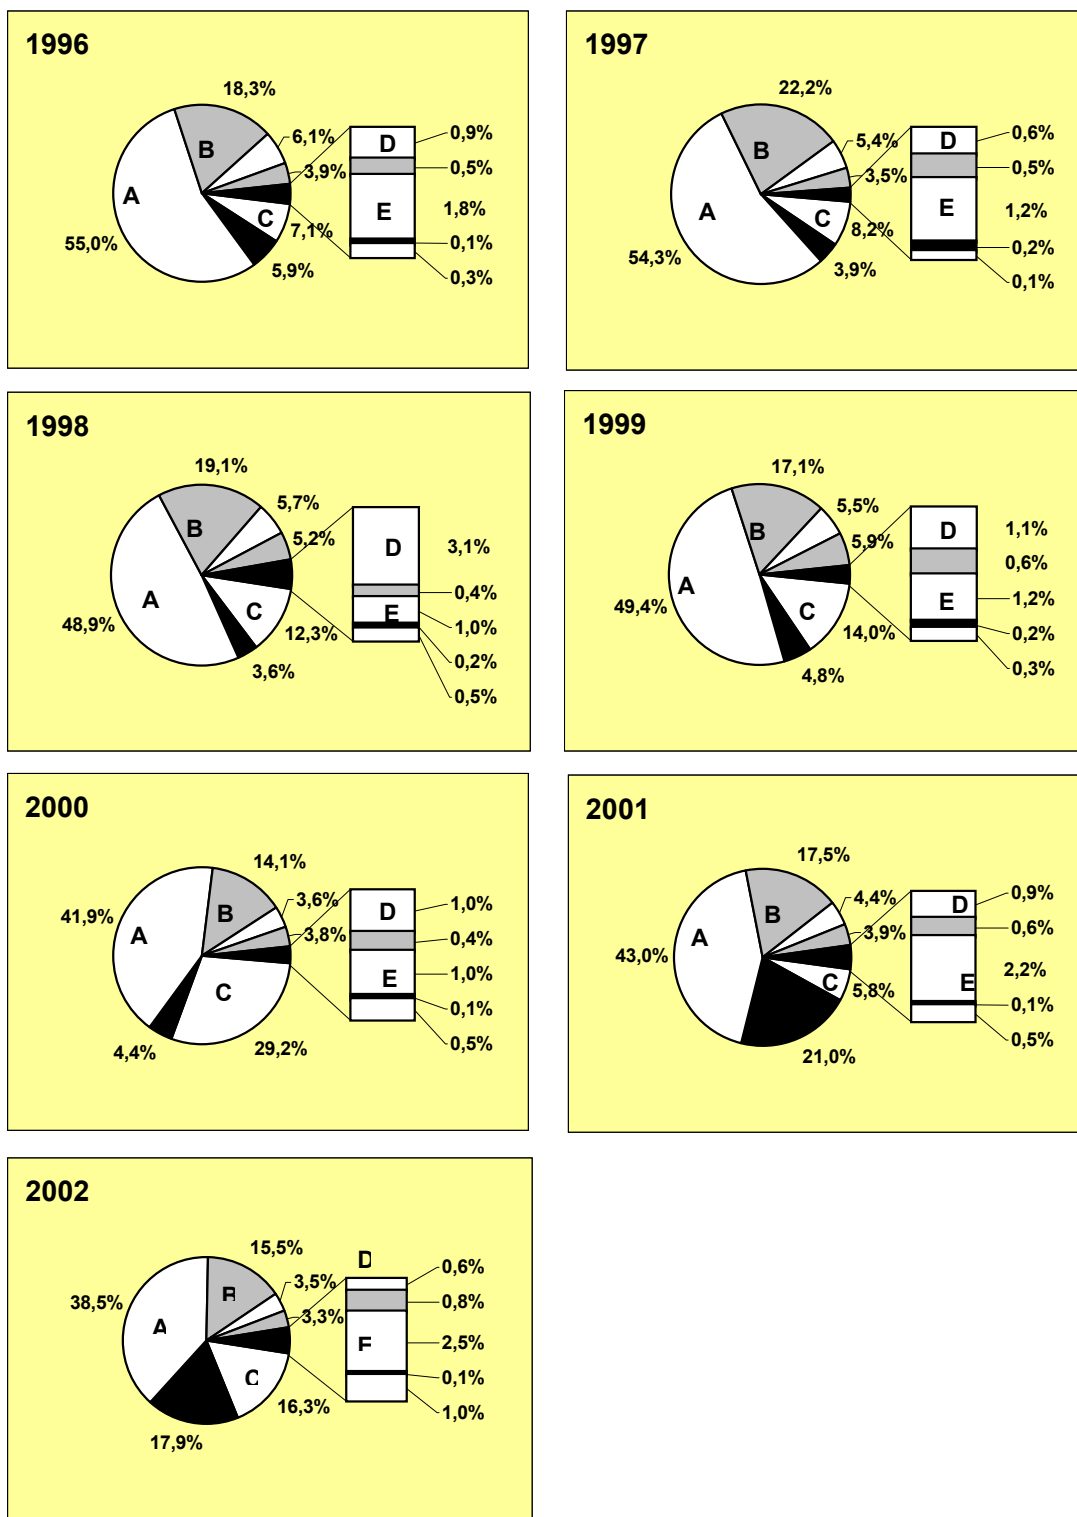 1996
18,3%
6,1%
3,9%
B
A
C
55,0%
7,1%
5,9%
D
E
0,9%
0,5%
1,8%
0,1%
0,3%
1997
22,2%
5,4%
3,5%
B
A
C
54,3%
8,2%
3,9%
D
E
0,6%
0,5%
1,2%
0,2%
0,1%
1998
19,1%
5,7%
5,2%
B
A
C
48,9%
12,3%
3,6%
D
E
3,1%
0,4%
1,0%
0,2%
0,5%
1999
17,1%
5,5%
5,9%
B
A
C
49,4%
14,0%
4,8%
D
E
1,1%
0,6%
1,2%
0,2%
0,3%
2000
14,1%
3,6%
3,8%
41,9%
B
A
C
4,4%
29,2%
D
E
1,0%
0,4%
1,0%
0,1%
0,5%
2001
17,5%
4,4%
3,9%
B
A
43,0%
C
5,8%
21,0%
D
E
0,9%
0,6%
2,2%
0,1%
0,5%
2002
15,5%
3,5%
3,3%
38,5%
B
A
C
16,3%
17,9%
D
E
0,6%
0,8%
2,5%
0,1%
1,0%